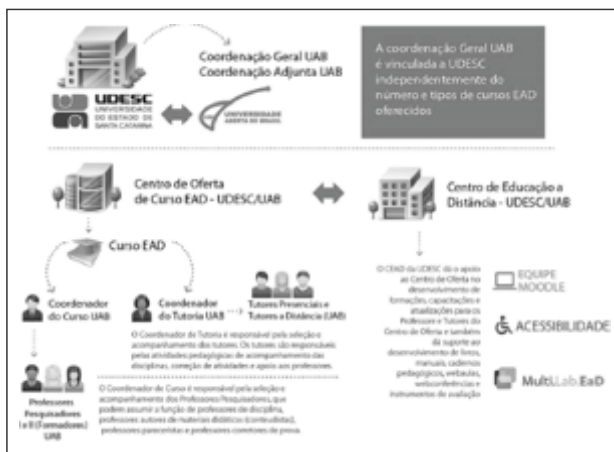 Coordenação Geral UAB
Coordenação Adjunta UAB
A coordenação Geral UAB
é vinculada a UDESC
independentemente do
número e tipos de cursos EAD
oferecidos
UDESC
UNIVERSIDADE
DO ESTADO DE
SANTA CATARINA
UNIVERSIDADE
ABERTA DO BRASIL
Centro de Oferta
de Curso EAD - UDESC/UAB
Centro de Educação a
Distância - UDESC/UAB
Curso EAD
Coordenador
do Curso UAB
Coordenador
do Tutoria UAB
Tutores Presenciais e
Tutores a Distância (UAB)
O Coordenador de Tutoria é responsável pela seleção e
acompanhamento dos tutores. Os tutores são responsáveis
pelas atividades pedagógicas de acompanhamento das
disciplinas, correção de atividades e apoio aos professores.
Professores
Pesquisadores
I e II (Formadores)
UAB
O Coordenador de Curso é responsável pela seleção e
acompanhamento dos Professores Pesquisadores, que
podem assumir a função de professores de disciplina,
professores autores de materiais didáticos (conteudistas),
professores pareceristas e professores corretores de prova.
O CEAD da UDESC dá o apoio
ao Centro de Oferta no
desenvolvimento de
formações, capacitações e
atualizações para os
Professores e Tutores do
Centro de Oferta e também
dá suporte ao
desenvolvimento de livros,
manuais, cadernos
pedagógicos, webaulas,
webconferências e
instrumentos de avaliação
EQUIPE
MOODLE
ACESSIBILIDADE
Multi.Lab.EaD